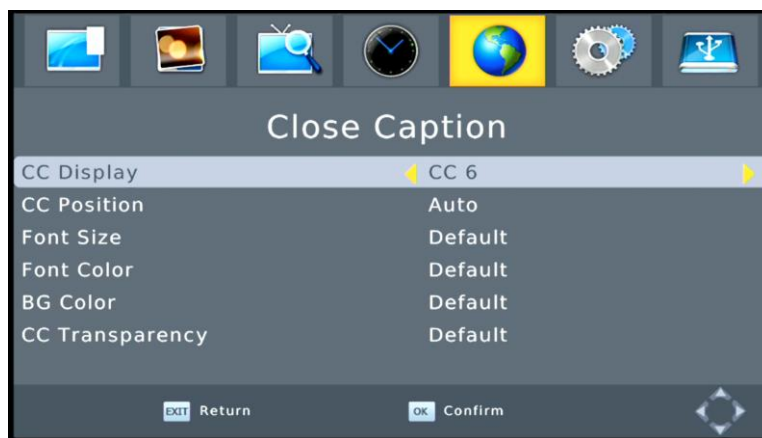 Close Caption
CC Display CC 6
CC Position Auto
Font Size Default
Font Color Default
BG Color Default
CC Transparency Default
EXIT Return OK Confirm